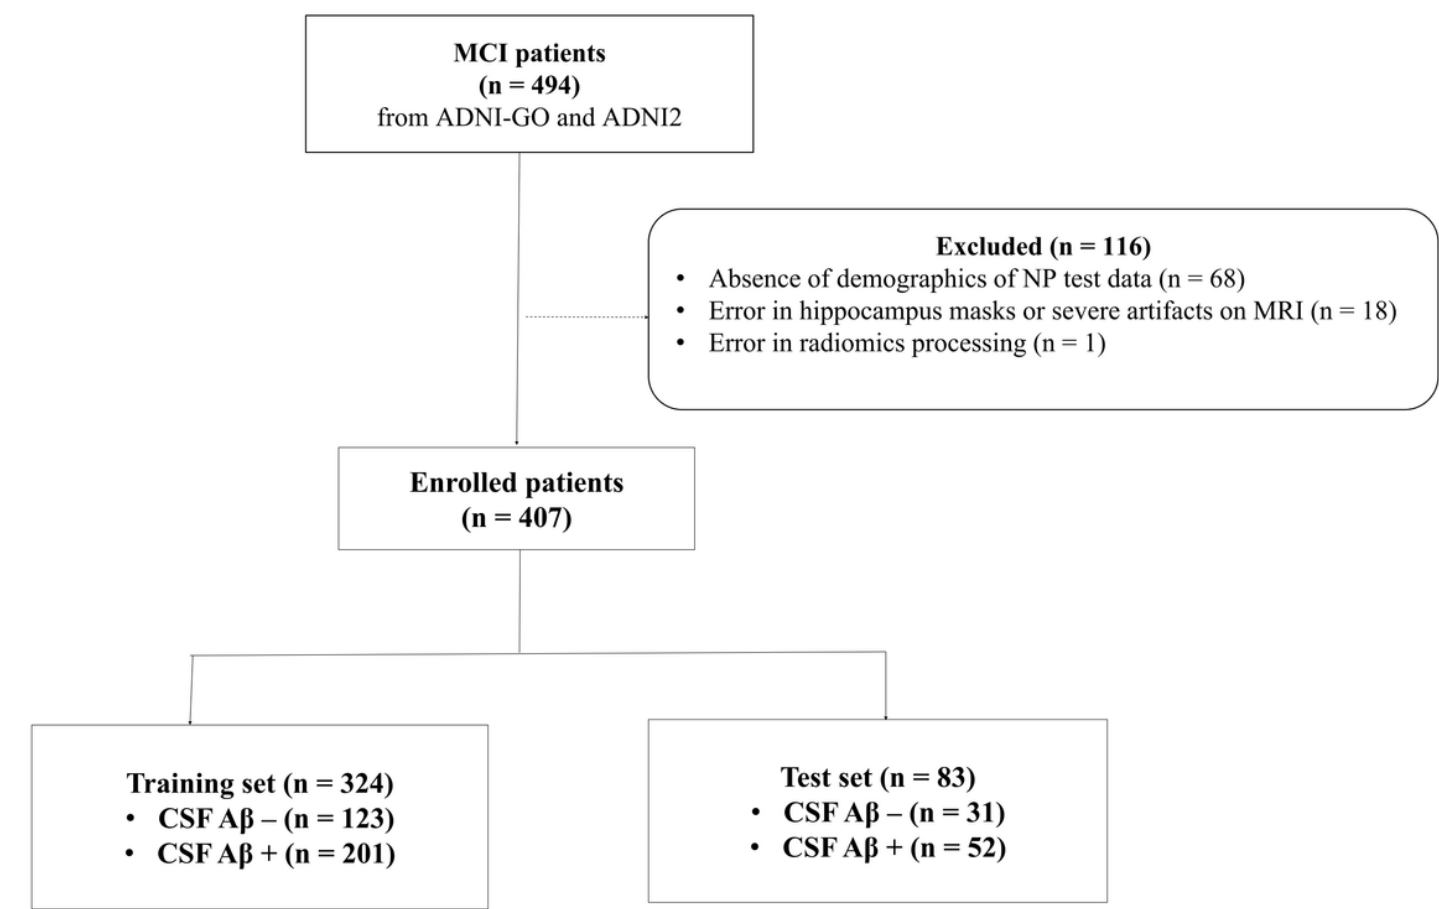 MCI patients
(n = 494)
from ADNI-GO and ADNI2
Excluded (n = 116)
• Absence of demographics of NP test data (n = 68)
• Error in hippocampus masks or severe artifacts on MRI (n = 18)
• Error in radiomics processing (n = 1)
Enrolled patients
(n = 407)
Training set (n = 324)
• CSF Aβ – (n = 123)
• CSF Aβ + (n = 201)
Test set (n = 83)
• CSF Aβ – (n = 31)
• CSF Aβ + (n = 52)